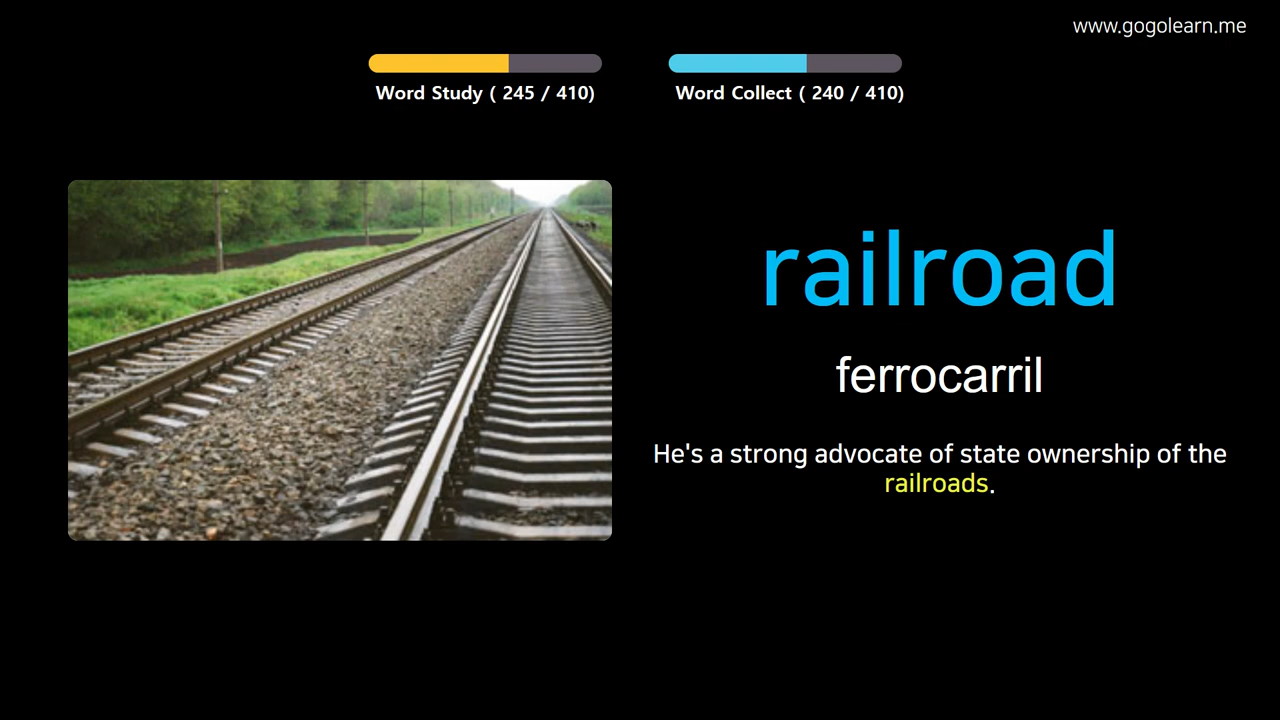 www.gogolearn.me
Word Study ( 245 / 410)
Word Collect ( 240 / 410)
railroad
ferrocarril
He's a strong advocate of state ownership of the
railroads.